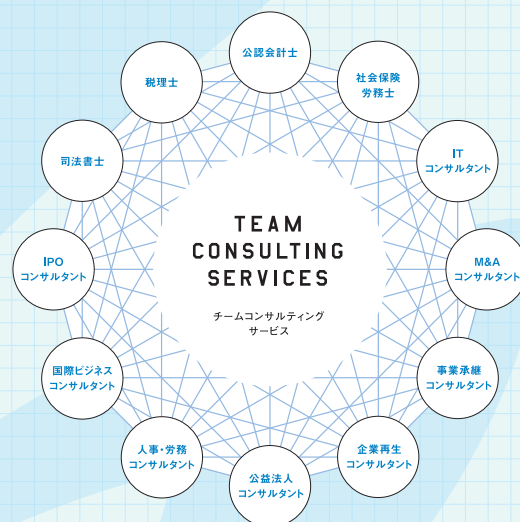 公認会計士
社会保険
労務士
IT
コンサルタント
M&A
コンサルタント
事業承継
コンサルタント
企業再生
コンサルタント
公益法人
コンサルタント
人事・労務
コンサルタント
国際ビジネス
コンサルタント
IPO
コンサルタント
司法書士
税理士
TEAM
CONSULTING
SERVICES
チームコンサルティング
サービス